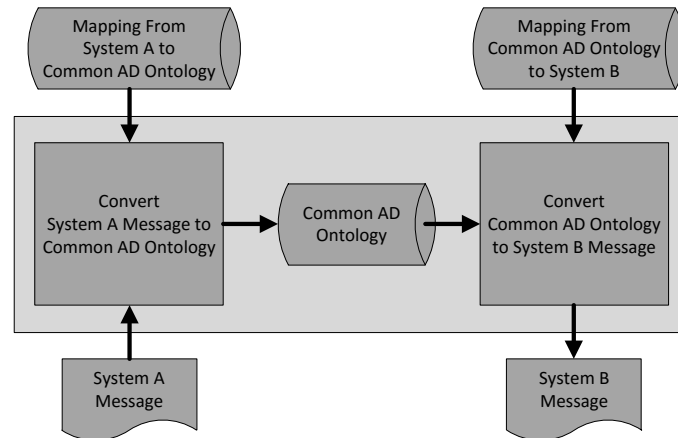 Mapping From
System A to
Common AD Ontology
Mapping From
Common AD Ontology
to System B
Convert
System A Message to
Common AD Ontology
Common AD
Ontology
Convert
Common AD Ontology
to System B Message
System A
Message
System B
Message